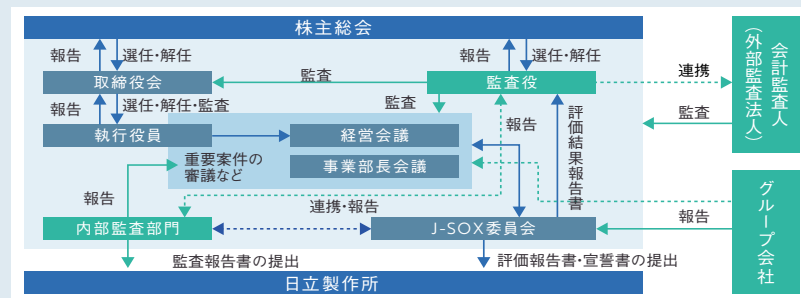 株主総会
報告
選任・解任
報告
選任・解任
取締役会
監査
監査役
連携
会計監査人
（外部監査法人）
報告
選任・解任・監査
監査
報告
評価結果報告書
監査
執行役員
経営会議
重要案件の
審議など
事業部長会議
報告
連携・報告
内部監査部門
J-SOX委員会
報告
グループ会社
監査報告書の提出
評価報告書・宣誓書の提出
日立製作所